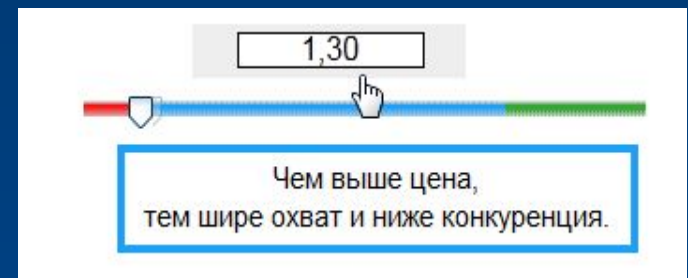 1,30
Чем выше цена,
тем шире охват и ниже конкуренция.